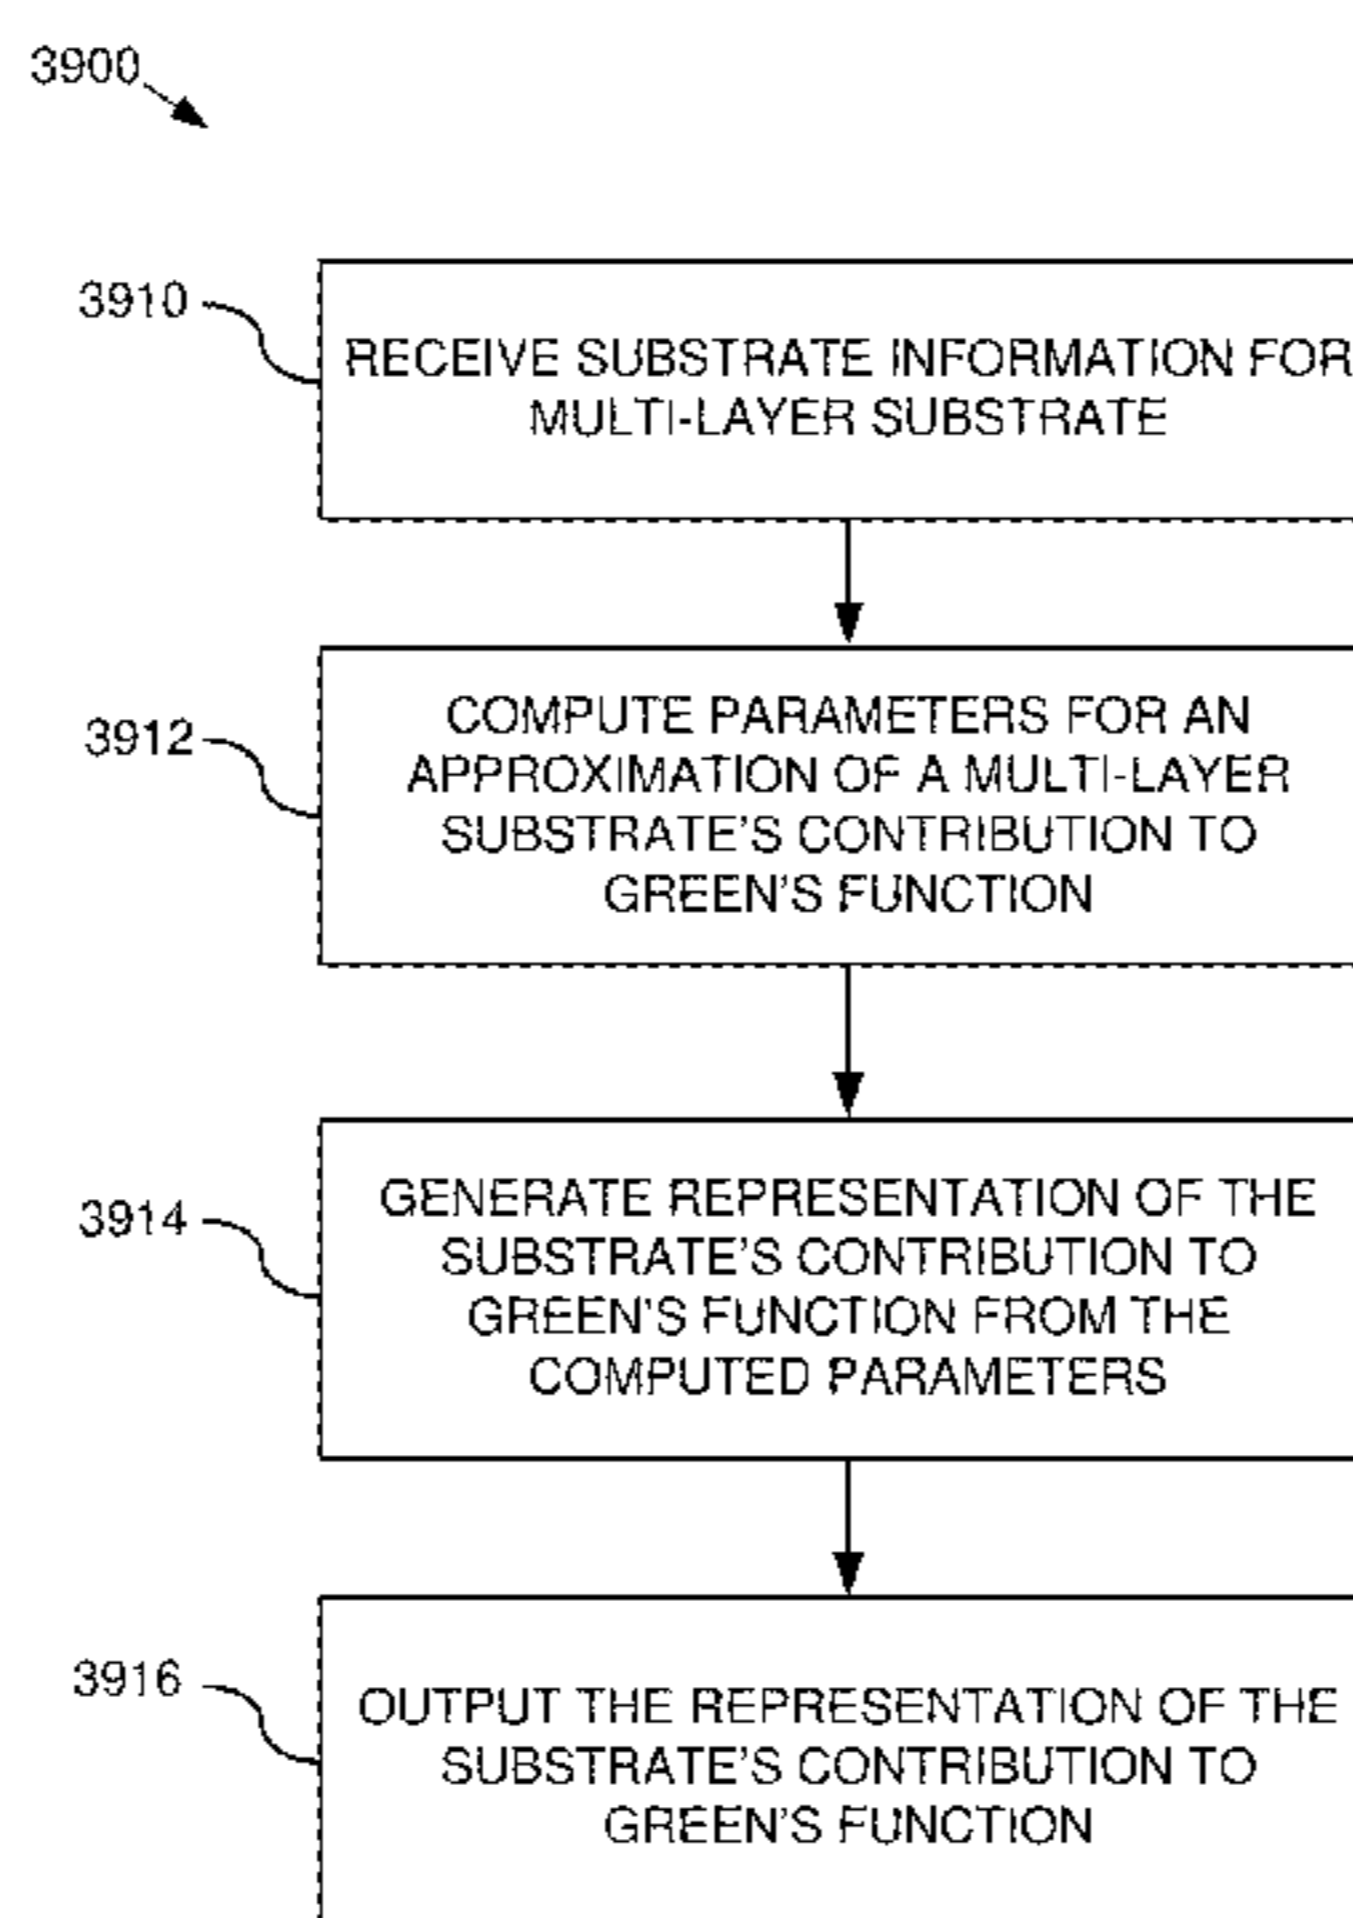 3900
3910
RECEIVE SUBSTRATE INFORMATION FOR
MULTI-LAYER SUBSTRATE
3912
COMPUTE PARAMETERS FOR AN
APPROXIMATION OF A MULTI-LAYER
SUBSTRATE'S CONTRIBUTION TO
GREEN'S FUNCTION
3914
GENERATE REPRESENTATION OF THE
SUBSTRATE'S CONTRIBUTION TO
GREEN'S FUNCTION FROM THE
COMPUTED PARAMETERS
3916
OUTPUT THE REPRESENTATION OF THE
SUBSTRATE'S CONTRIBUTION TO
GREEN'S FUNCTION